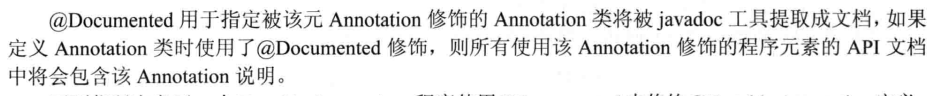 @Documented 用于指定被该元 Annotation 修饰的 Annotation 类将被 javadoc 工具提取成文档，如果
定义 Annotation 类时使用了@Documented 修饰，则所有使用该 Annotation 修饰的程序元素的 API 文档
中将会包含该 Annotation 说明。